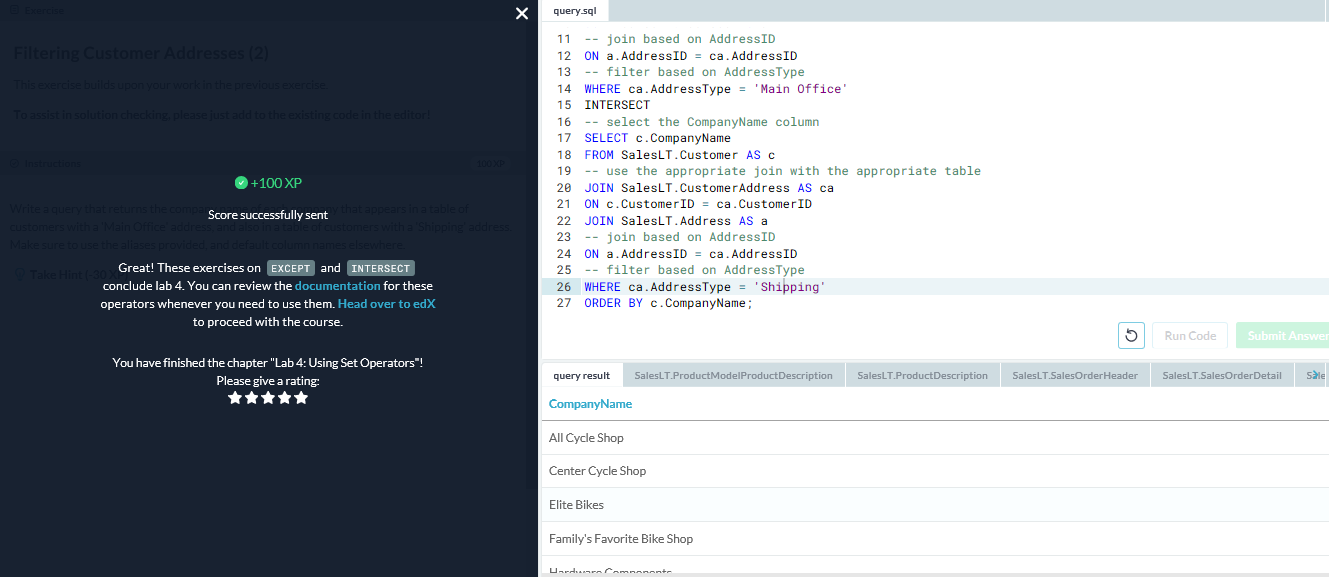 Exercise
Filtering Customer Addresses (2)
This exercise builds upon your work in the previous exercise.
To assist in solution checking, please just add to the existing code in the editor!
Instructions
100 XP
+100 XP
Score successfully sent
Write a query that returns the company name of each company that appears in a table of
customers with a 'Main Office' address, and also in a table of customers with a 'Shipping' address.
Make sure to use the aliases provided, and default column names elsewhere.
Take Hint (-30 XP)
Great! These exercises on EXCEPT and INTERSECT
conclude lab 4. You can review the documentation for these
operators whenever you need to use them. Head over to edX
to proceed with the course.
You have finished the chapter "Lab 4: Using Set Operators"!
Please give a rating:
query.sql
11 -- join based on AddressID
12 ON a.AddressID = ca.AddressID
13 -- filter based on AddressType
14 WHERE ca.AddressType = 'Main Office'
15 INTERSECT
16 -- select the CompanyName column
17 SELECT c.CompanyName
18 FROM SalesLT.Customer AS c
19 -- use the appropriate join with the appropriate table
20 JOIN SalesLT.CustomerAddress AS ca
21 ON c.CustomerID = ca.CustomerID
22 JOIN SalesLT.Address AS a
23 -- join based on AddressID
24 ON a.AddressID = ca.AddressID
25 -- filter based on AddressType
26 WHERE ca.AddressType = 'Shipping'
27 ORDER BY c.CompanyName;
Run Code
Submit Answer
query result
SalesLT.ProductModelProductDescription
SalesLT.ProductDescription
SalesLT.SalesOrderHeader
SalesLT.SalesOrderDetail
CompanyName
All Cycle Shop
Center Cycle Shop
Elite Bikes
Family's Favorite Bike Shop
Hardware Components